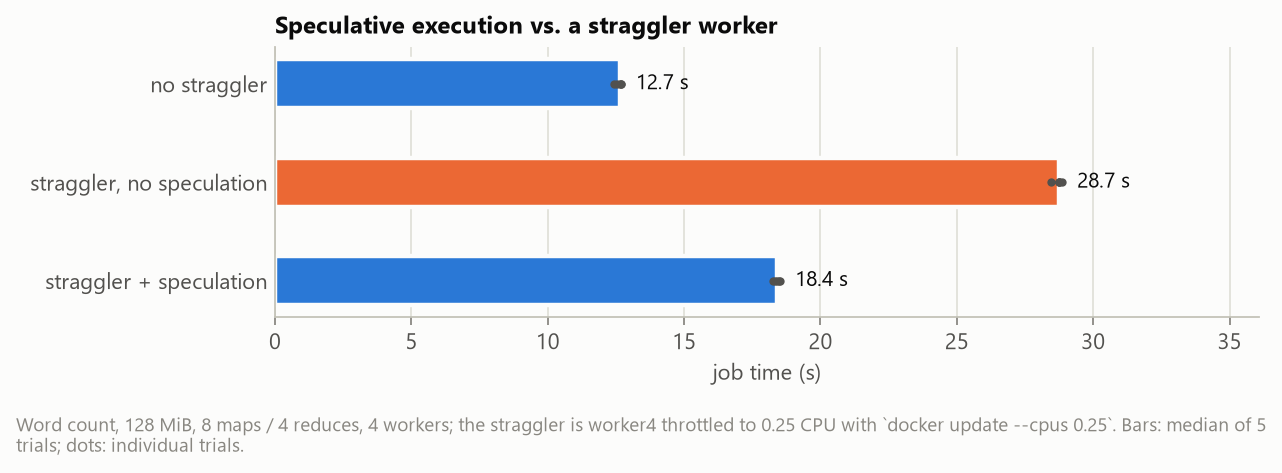 Speculative execution vs. a straggler worker
no straggler
12.7 s
straggler, no speculation
28.7 s
straggler + speculation
18.4 s
0 5 10 15 20 25 30 35
job time (s)
Word count, 128 MiB, 8 maps / 4 reduces, 4 workers; the straggler is worker4 throttled to 0.25 CPU with `docker update --cpus 0.25`. Bars: median of 5
trials; dots: individual trials.